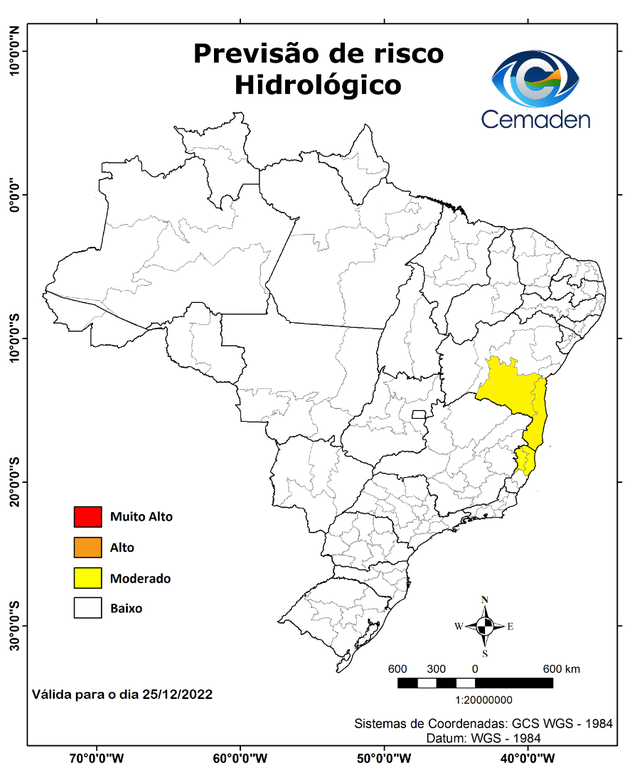 Previsão de risco
Hidrológico
Cemaden
10°0'0"N
0°0'0"
10°0'0"S
20°0'0"S
30°0'0"S
Muito Alto
Alto
Moderado
Baixo
N
W E
S
600 300 0 600 km
1:20000000
Válida para o dia 25/12/2022
Sistemas de Coordenadas: GCS WGS - 1984
Datum: WGS - 1984
70°0'0"W 60°0'0"W 50°0'0"W 40°0'0"W